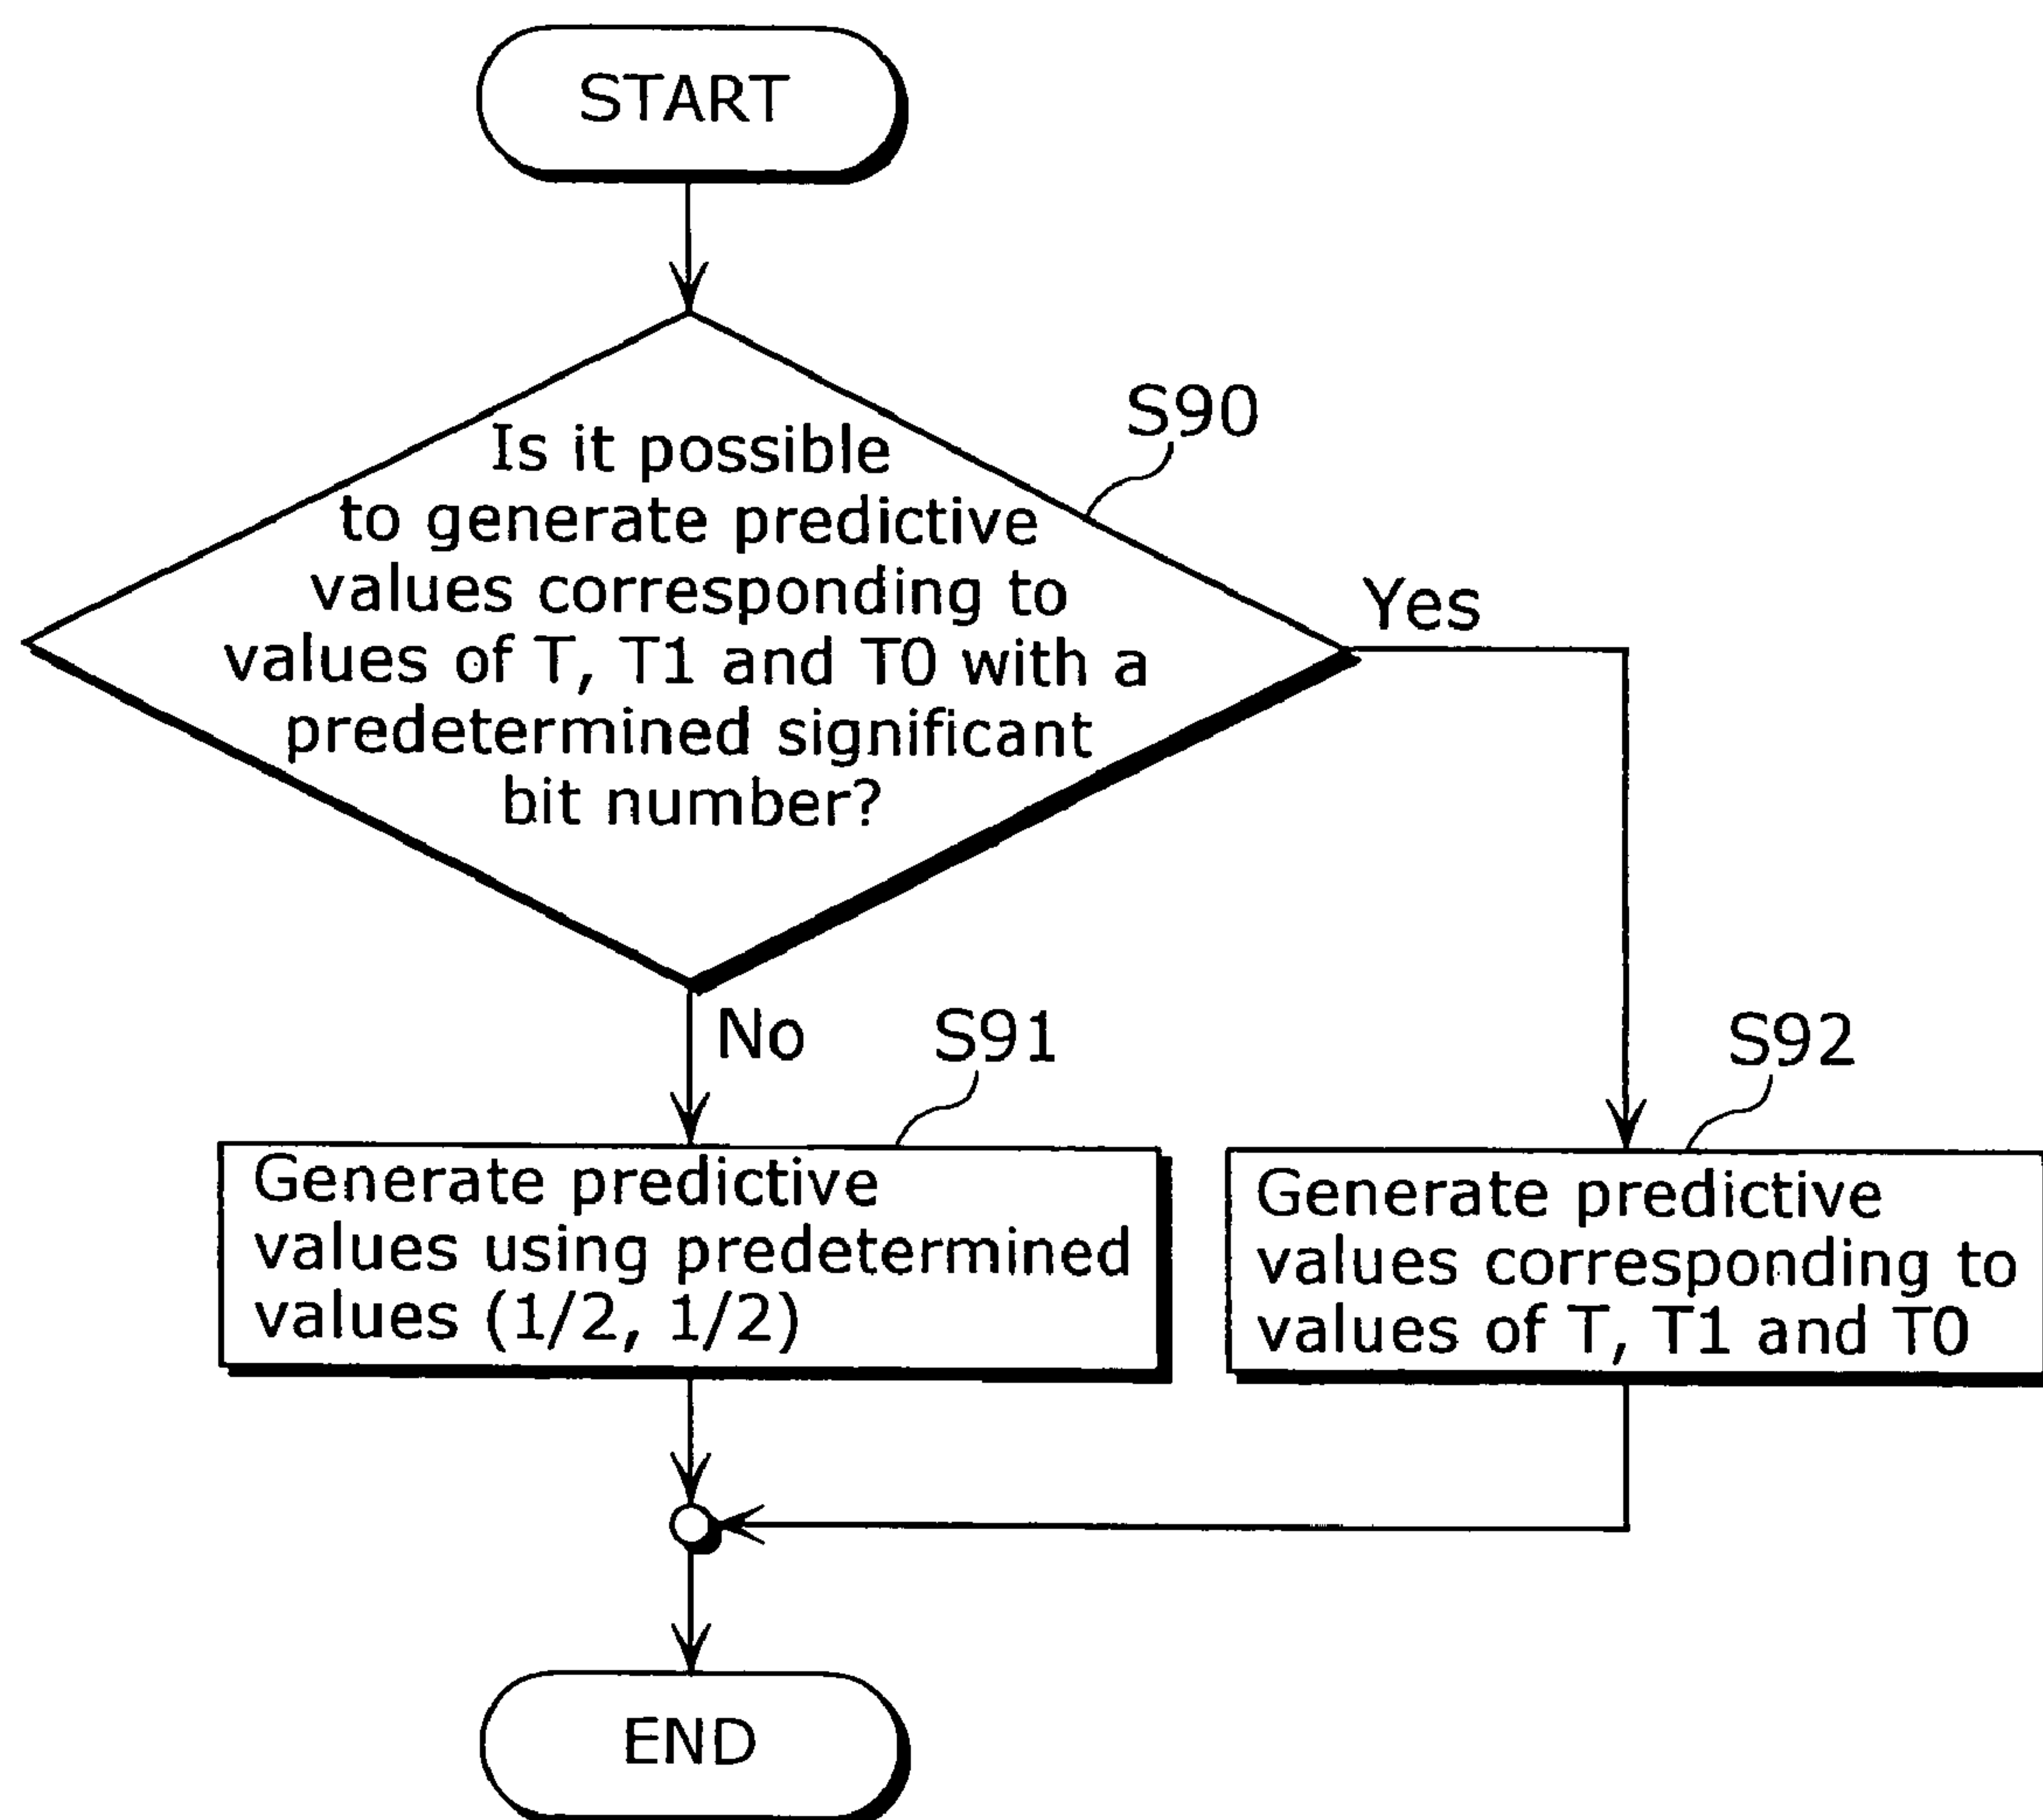 START
S90
Is it possible
to generate predictive
values corresponding to
values of T, T1 and T0 with a
predetermined significant
bit number?
Yes
No
S91
S92
Generate predictive
values using predetermined
values (1/2, 1/2)
Generate predictive
values corresponding to
values of T, T1 and T0
END